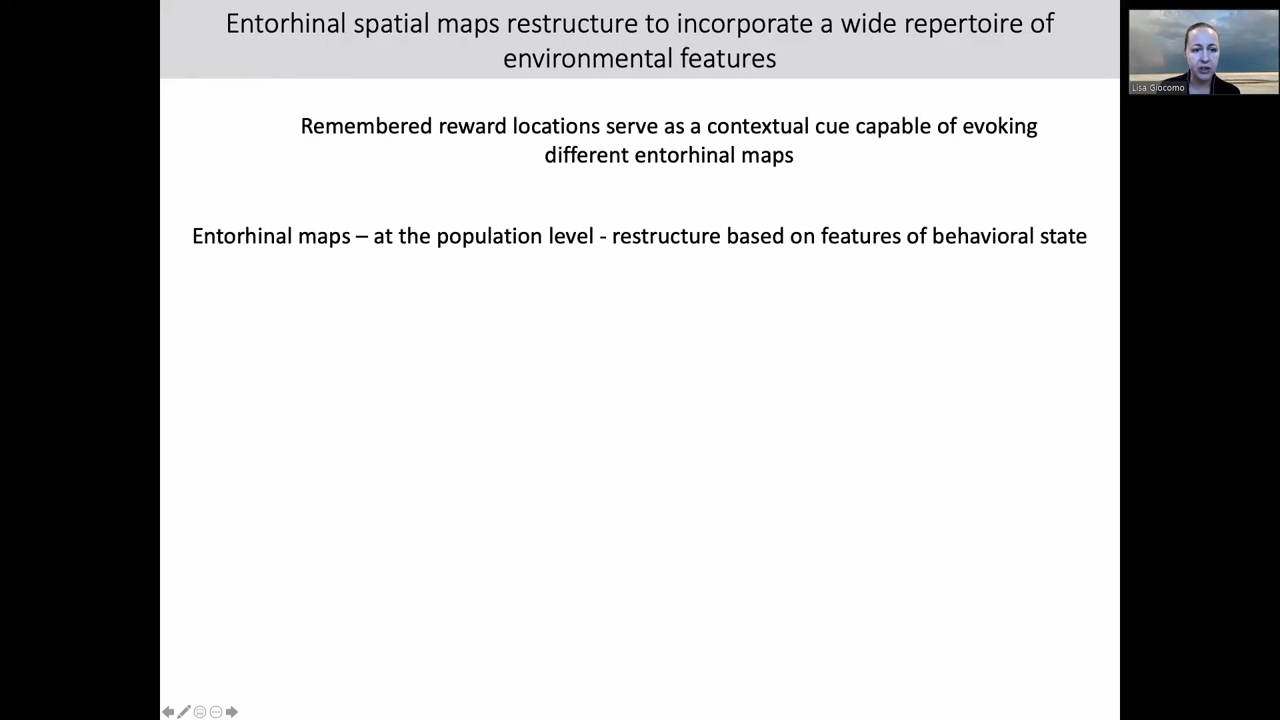 Entorhinal spatial maps restructure to incorporate a wide repertoire of
environmental features
Lisa Giocomo
Remembered reward locations serve as a contextual cue capable of evoking
different entorhinal maps
Entorhinal maps – at the population level - restructure based on features of behavioral state